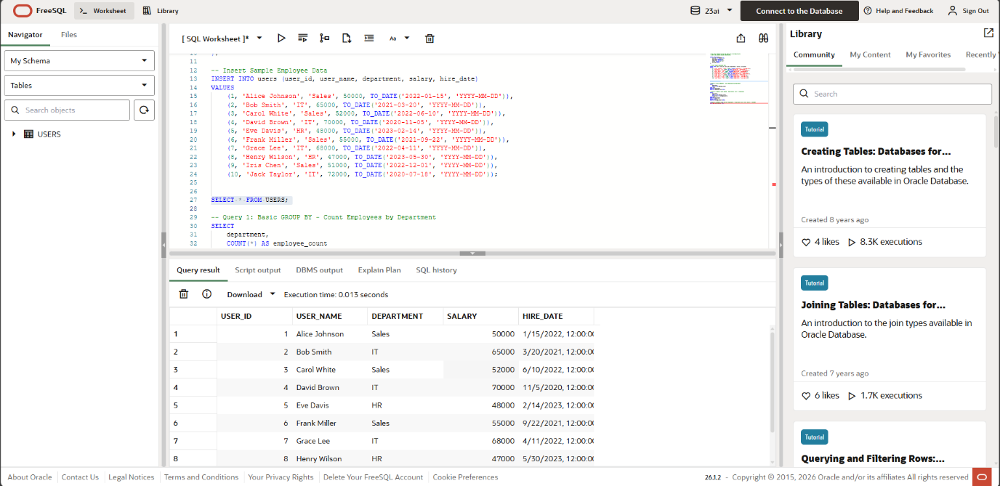 FreeSQL
Worksheet
Library
23ai
Connect to the Database
Help and Feedback
Sign Out
Navigator
Files
My Schema
Tables
Search objects
USERS
[ SQL Worksheet ]*
Aa
11
12 -- Insert Sample Employee Data
13 INSERT INTO users (user_id, user_name, department, salary, hire_date)
14 VALUES
15 (1, 'Alice Johnson', 'Sales', 50000, TO_DATE('2022-01-15', 'YYYY-MM-DD')),
16 (2, 'Bob Smith', 'IT', 65000, TO_DATE('2021-03-20', 'YYYY-MM-DD')),
17 (3, 'Carol White', 'Sales', 52000, TO_DATE('2022-06-10', 'YYYY-MM-DD')),
18 (4, 'David Brown', 'IT', 70000, TO_DATE('2020-11-05', 'YYYY-MM-DD')),
19 (5, 'Eve Davis', 'HR', 48000, TO_DATE('2023-02-14', 'YYYY-MM-DD')),
20 (6, 'Frank Miller', 'Sales', 55000, TO_DATE('2021-09-22', 'YYYY-MM-DD')),
21 (7, 'Grace Lee', 'IT', 68000, TO_DATE('2022-04-11', 'YYYY-MM-DD')),
22 (8, 'Henry Wilson', 'HR', 47000, TO_DATE('2023-05-30', 'YYYY-MM-DD')),
23 (9, 'Iris Chen', 'Sales', 51000, TO_DATE('2022-12-01', 'YYYY-MM-DD')),
24 (10, 'Jack Taylor', 'IT', 72000, TO_DATE('2020-07-18', 'YYYY-MM-DD'));
25
26
27 SELECT * FROM USERS;
28
29 -- Query 1: Basic GROUP BY - Count Employees by Department
30 SELECT
31 department,
32 COUNT(*) AS employee_count
Query result
Script output
DBMS output
Explain Plan
SQL history
Download
Execution time: 0.013 seconds
USER_ID USER_NAME DEPARTMENT SALARY HIRE_DATE
1 1 Alice Johnson Sales 50000 1/15/2022, 12:00:00
2 2 Bob Smith IT 65000 3/20/2021, 12:00:00
3 3 Carol White Sales 52000 6/10/2022, 12:00:00
4 4 David Brown IT 70000 11/5/2020, 12:00:00
5 5 Eve Davis HR 48000 2/14/2023, 12:00:00
6 6 Frank Miller Sales 55000 9/22/2021, 12:00:00
7 7 Grace Lee IT 68000 4/11/2022, 12:00:00
8 8 Henry Wilson HR 47000 5/30/2023, 12:00:00
Library
Community
My Content
My Favorites
Recently
Search
Tutorial
Creating Tables: Databases for...
An introduction to creating tables and the
types of these available in Oracle Database.
Created 8 years ago
4 likes
8.3K executions
Tutorial
Joining Tables: Databases for...
An introduction to the join types available in
Oracle Database.
Created 7 years ago
6 likes
1.7K executions
Tutorial
Querying and Filtering Rows:...
About Oracle
Contact Us
Legal Notices
Terms and Conditions
Your Privacy Rights
Delete Your FreeSQL Account
Cookie Preferences
26.1.2 - Copyright © 2015, 2026 Oracle and/or its affiliates All rights reserved